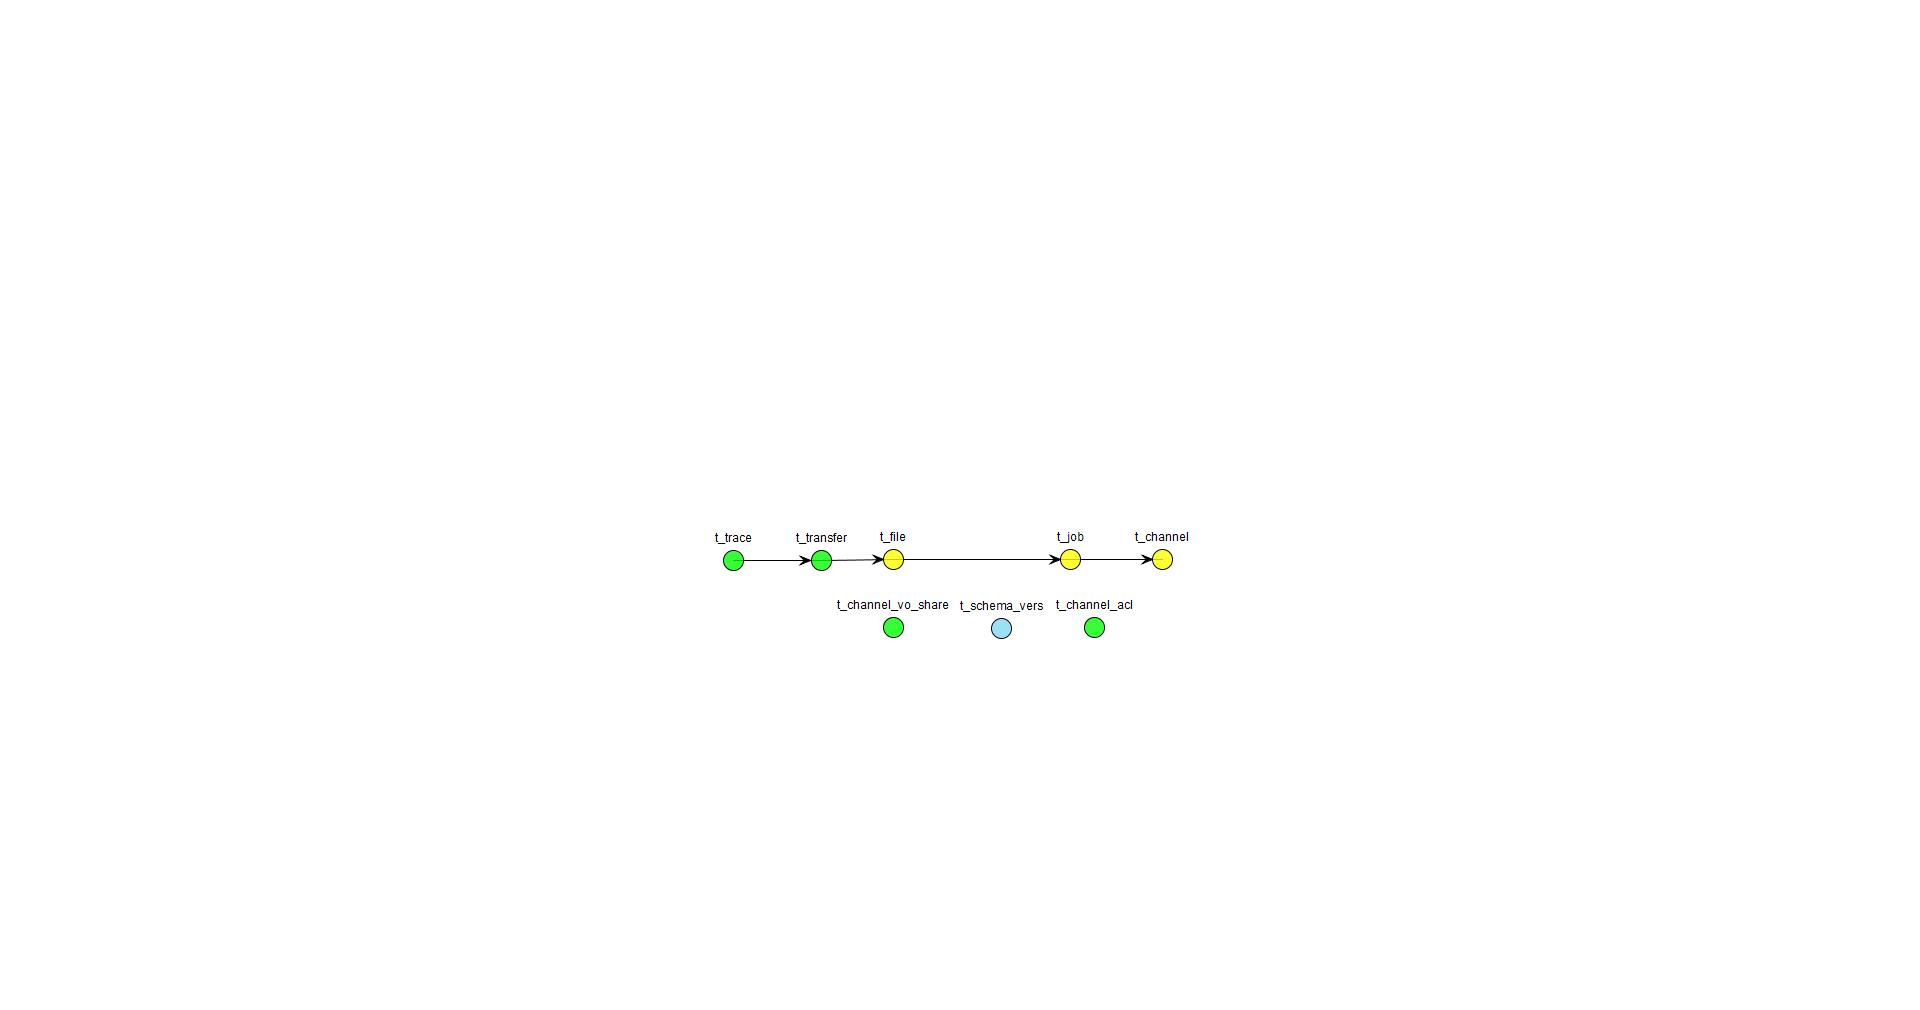 t_trace
t_transfer
t_file
t_job
t_channel
t_channel_vo_share
t_schema_vers
t_channel_acl